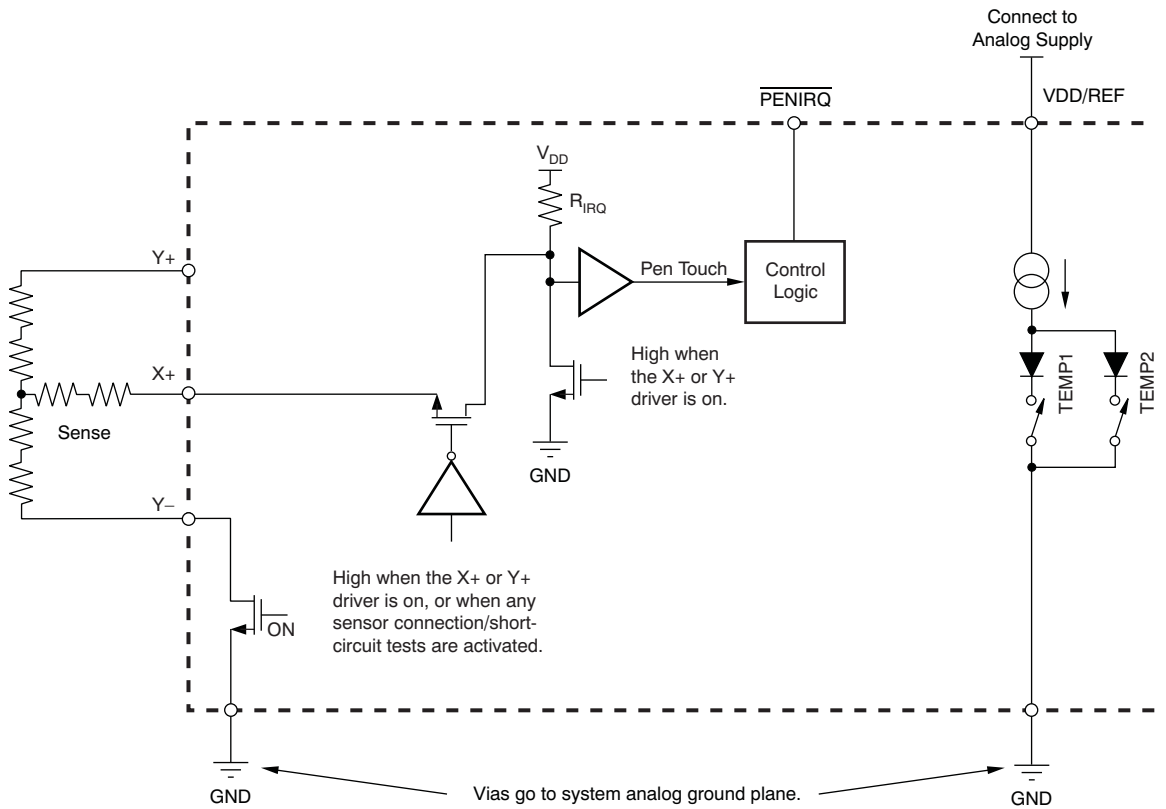 Connect to
Analog Supply
PENIRQ
VDD/REF
VDD
RIRQ
Y+
Pen Touch
Control
Logic
High when
the X+ or Y+
driver is on.
TEMP1
TEMP2
X+
Sense
GND
Y–
High when the X+ or Y+
driver is on, or when any
sensor connection/short-
circuit tests are activated.
ON
GND
Vias go to system analog ground plane.
GND